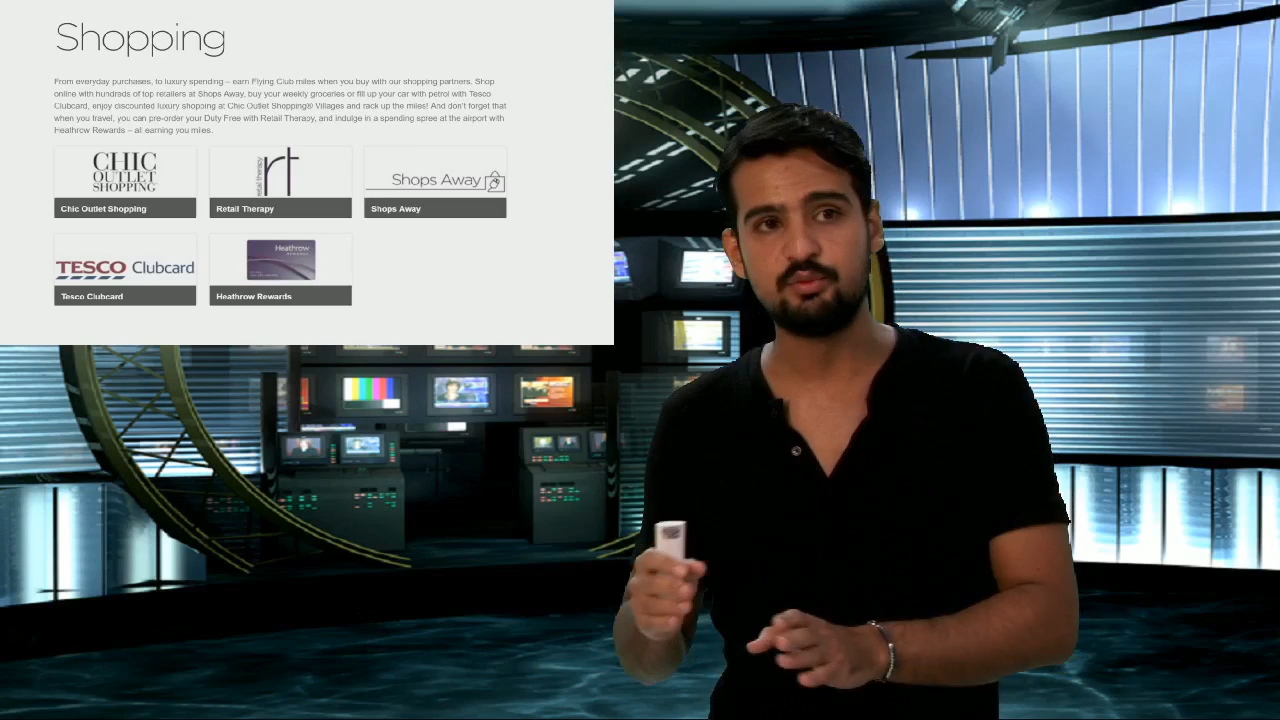 Shopping
From everyday purchases, to luxury spending – earn Flying Club miles when you buy with our shopping partners. Shop
online with hundreds of top retailers at Shops Away, buy your weekly groceries or fill up your car with petrol with Tesco
Clubcard, enjoy discounted luxury shopping at Chic Outlet Shopping® Villages and rack up the miles! And don't forget that
when you travel, you can pre-order your Duty Free with Retail Therapy, and indulge in a spending spree at the airport with
Heathrow Rewards – all earning you miles.
CHIC
OUTLET
SHOPPING
retail therapy
rt
Shops Away
Chic Outlet Shopping
Retail Therapy
Shops Away
TESCO Clubcard
Heathrow
REWARDS
Tesco Clubcard
Heathrow Rewards